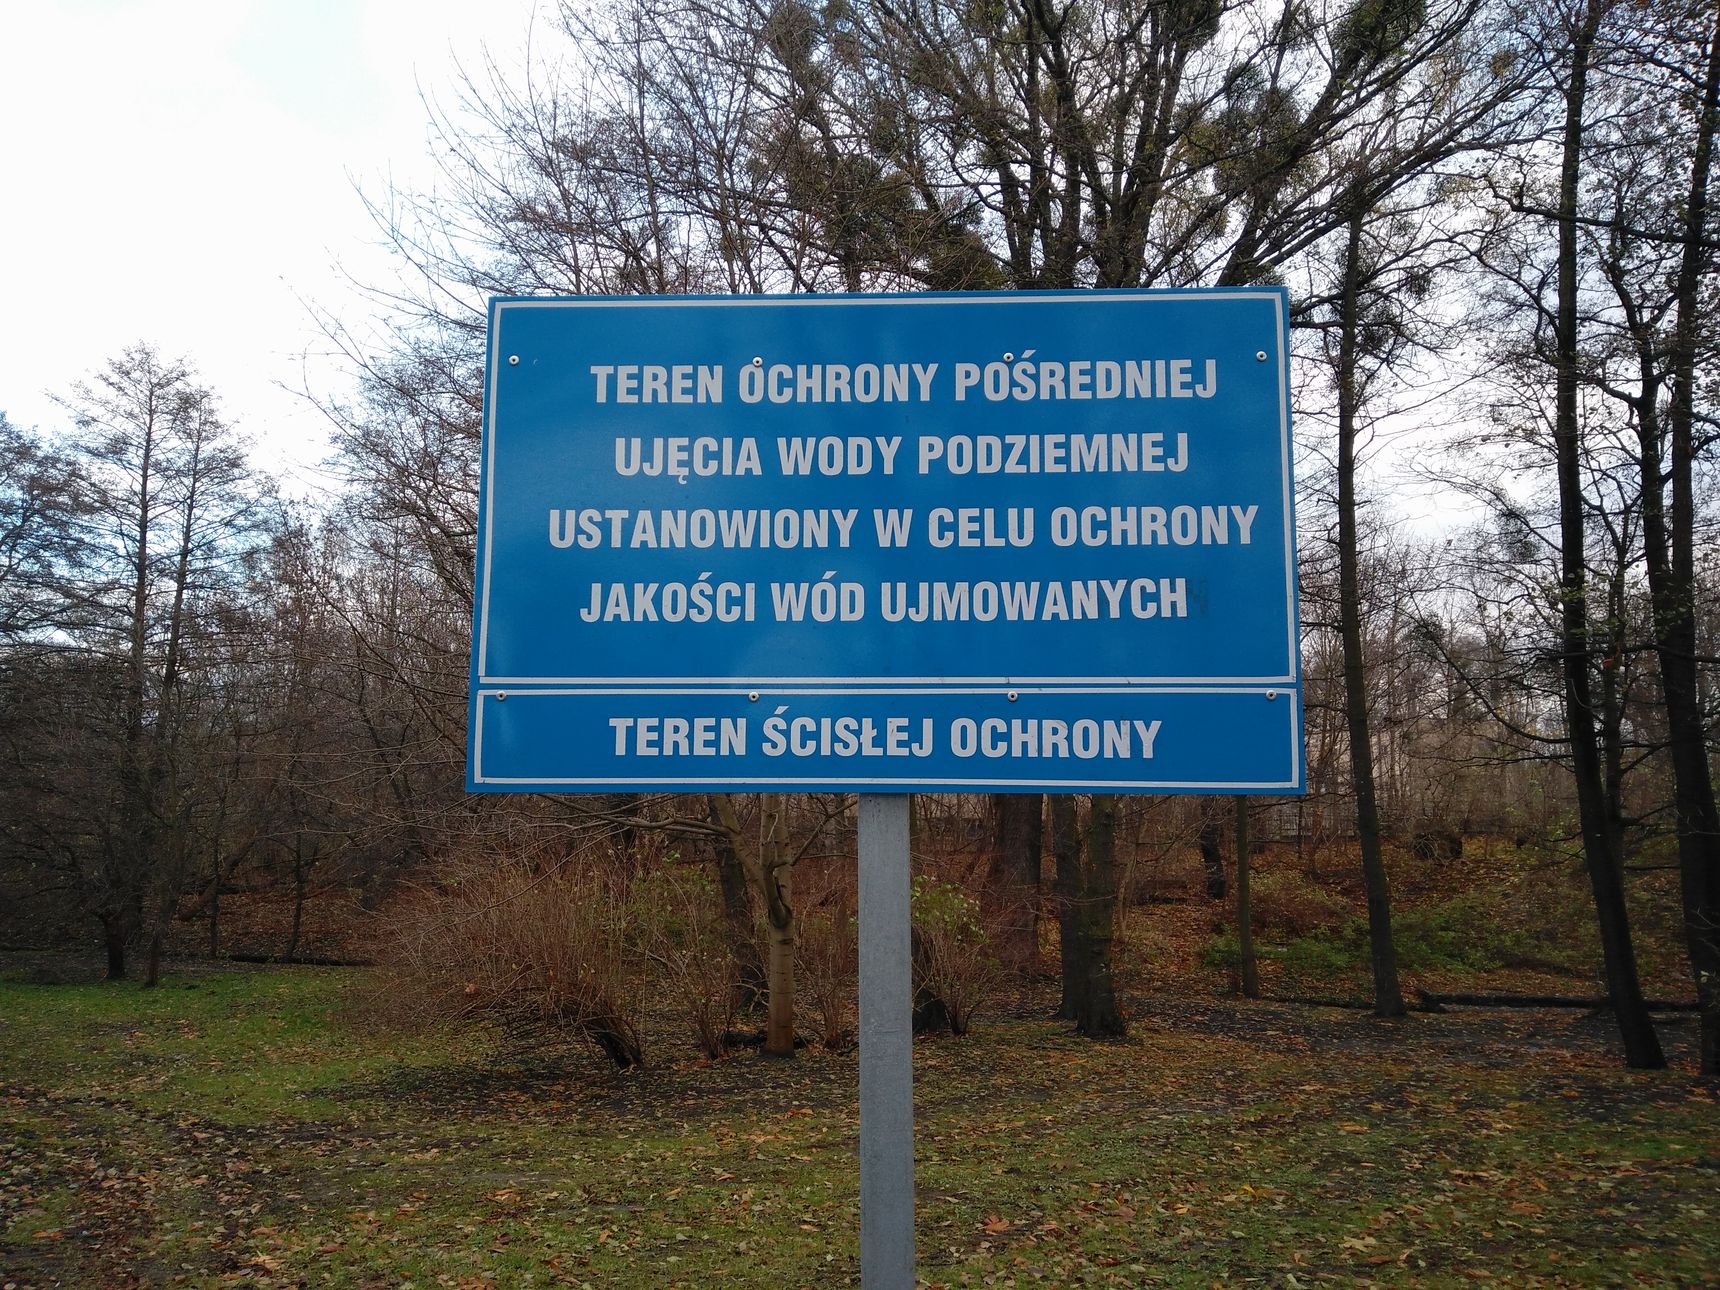 TEREN OCHRONY POŚREDNIEJ
UJĘCIA WODY PODZIEMNEJ
USTANOWIONY W CELU OCHRONY
JAKOŚCI WÓD UJMOWANYCH
TEREN ŚCISŁEJ OCHRONY